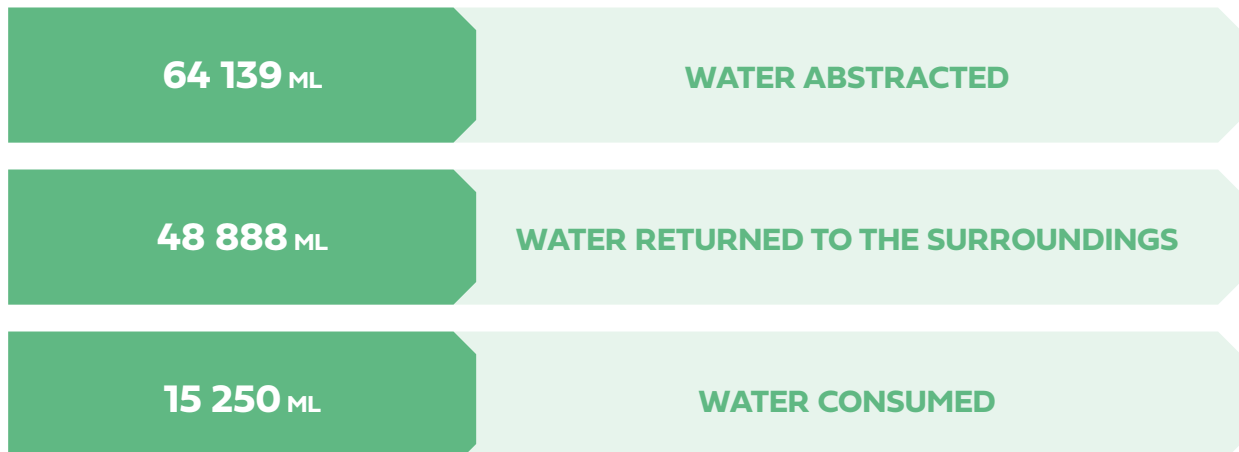 64 139 ML WATER ABSTRACTED
48 888 ML WATER RETURNED TO THE SURROUNDINGS
15 250 ML WATER CONSUMED